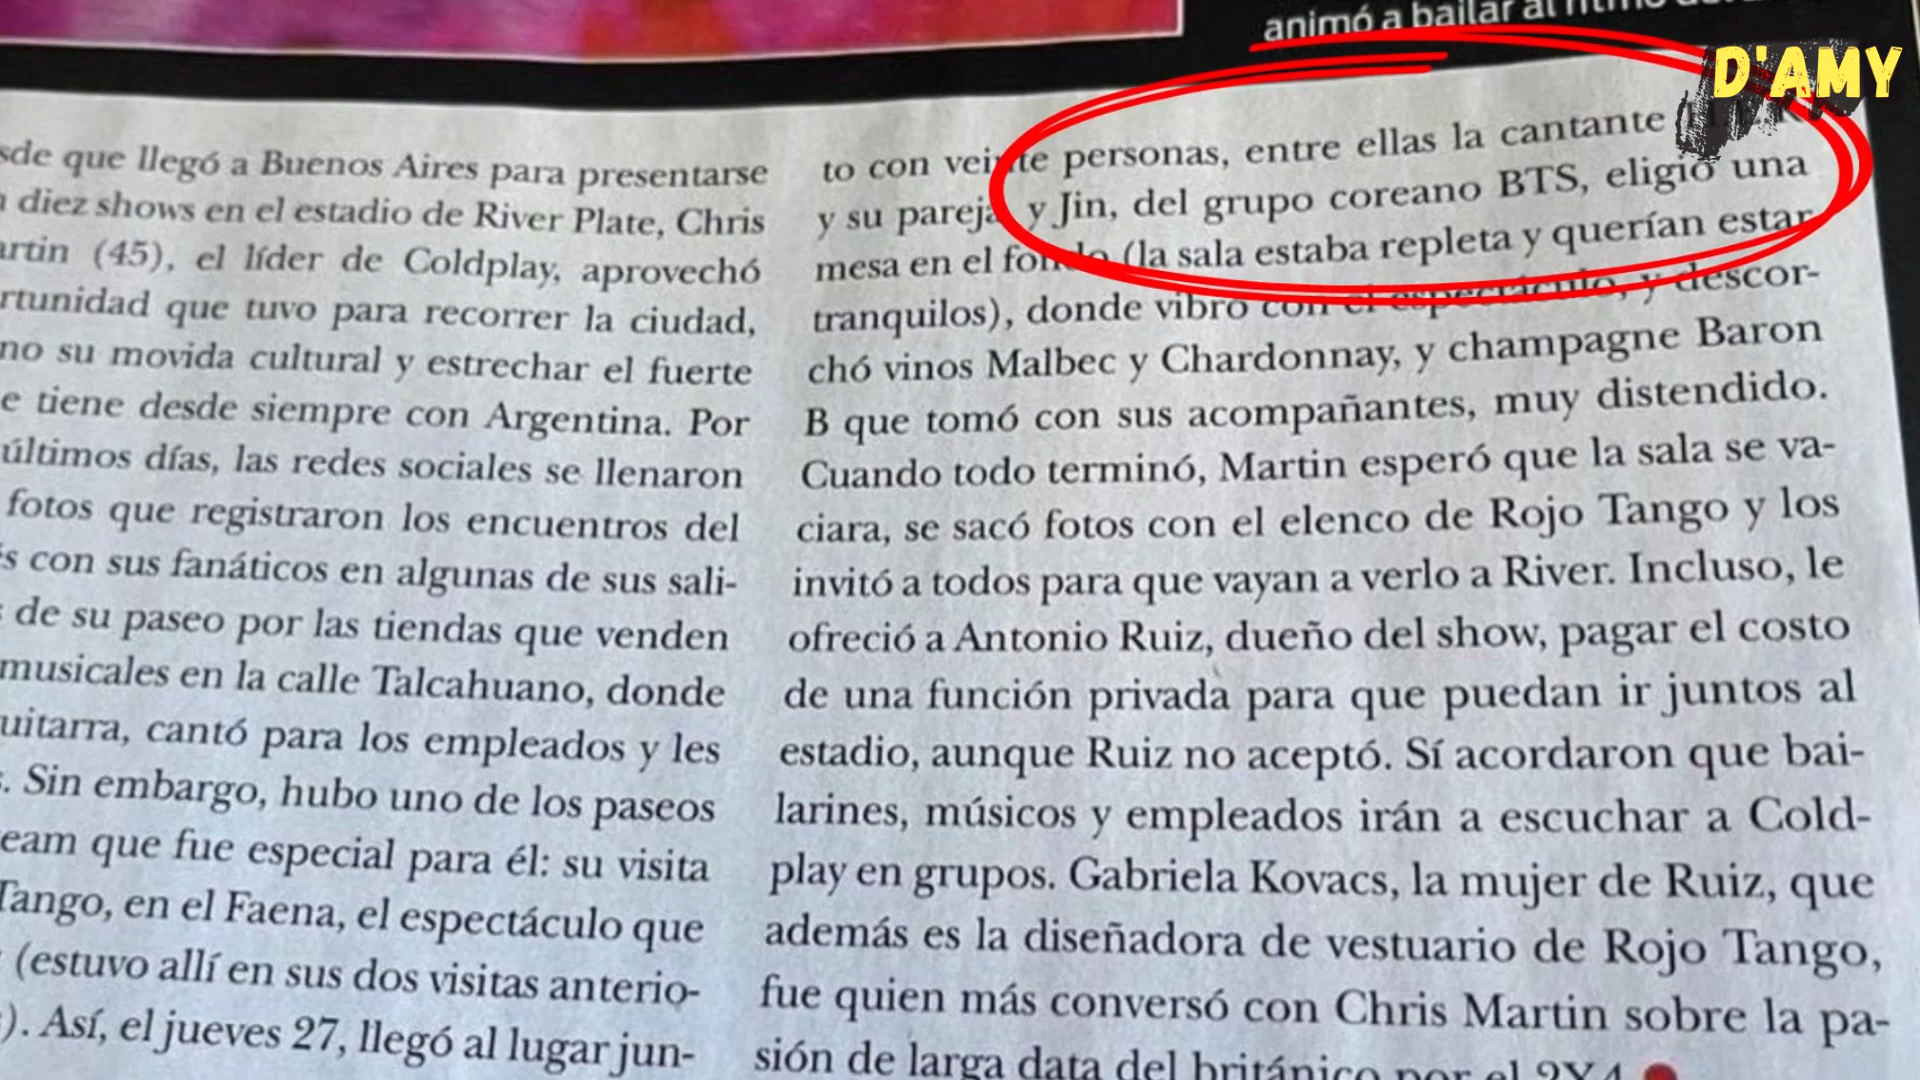 animó a bailar al ritmo
D'AMY
sde que llegó a Buenos Aires para presentarse
diez shows en el estadio de River Plate, Chris
artin (45), el líder de Coldplay, aprovechó
rtunidad que tuvo para recorrer la ciudad,
no su movida cultural y estrechar el fuerte
e tiene desde siempre con Argentina. Por
últimos días, las redes sociales se llenaron
fotos que registraron los encuentros del
s con sus fanáticos en algunas de sus sali-
de su paseo por las tiendas que venden
musicales en la calle Talcahuano, donde
uitarra, cantó para los empleados y les
. Sin embargo, hubo uno de los paseos
eam que fue especial para él: su visita
Tango, en el Faena, el espectáculo que
(estuvo allí en sus dos visitas anterio-
). Así, el jueves 27, llegó al lugar jun-
to con veinte personas, entre ellas la cantante
y su pareja y Jin, del grupo coreano BTS, eligió una
mesa en el fondo (la sala estaba repleta y querían estar
tranquilos), donde vibró con el espectáculo, y descor-
chó vinos Malbec y Chardonnay, y champagne Baron
B que tomó con sus acompañantes, muy distendido.
Cuando todo terminó, Martin esperó que la sala se va-
ciara, se sacó fotos con el elenco de Rojo Tango y los
invitó a todos para que vayan a verlo a River. Incluso, le
ofreció a Antonio Ruiz, dueño del show, pagar el costo
de una función privada para que puedan ir juntos al
estadio, aunque Ruiz no aceptó. Sí acordaron que bai-
larines, músicos y empleados irán a escuchar a Cold-
play en grupos. Gabriela Kovacs, la mujer de Ruiz, que
además es la diseñadora de vestuario de Rojo Tango,
fue quien más conversó con Chris Martin sobre la pa-
sión de larga data del británico por el 2X4.